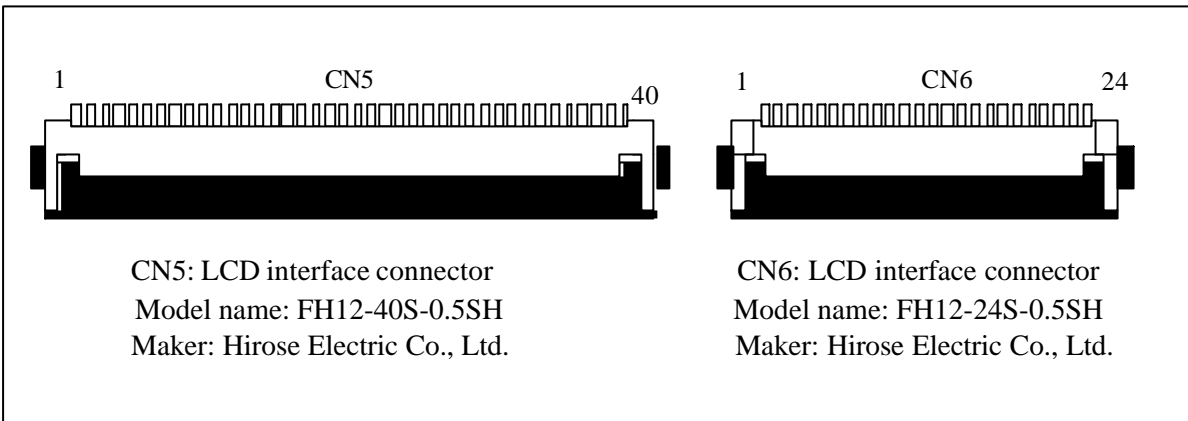 1 CN5 40
1 CN6 24
CN5: LCD interface connector
Model name: FH12-40S-0.5SH
Maker: Hirose Electric Co., Ltd.
CN6: LCD interface connector
Model name: FH12-24S-0.5SH
Maker: Hirose Electric Co., Ltd.